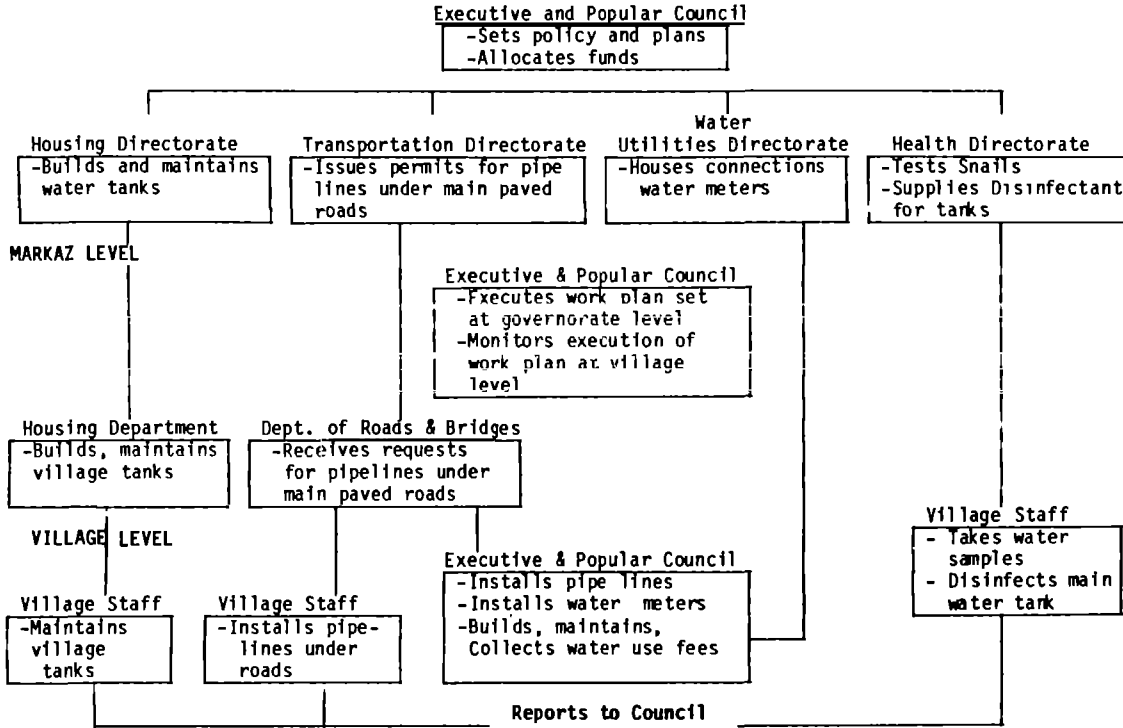 Executive and Popular Council
-Sets policy and plans
-Allocates funds
Housing Directorate
-Builds and maintains
water tanks
Transportation Directorate
-Issues permits for pipe
lines under main paved
roads
Water
Utilities Directorate
-Houses connections
water meters
Health Directorate
-Tests Snails
-Supplies Disinfectant
for tanks
MARKAZ LEVEL
Executive & Popular Council
-Executes work plan set
at governorate level
-Monitors execution of
work plan at village
level
Housing Department
-Builds, maintains
village tanks
Dept. of Roads & Bridges
-Receives requests
for pipelines under
main paved roads
VILLAGE LEVEL
Village Staff
-Maintains
village
tanks
Village Staff
-Installs pipe-
lines under
roads
Executive & Popular Council
-Installs pipe lines
-Installs water meters
-Builds, maintains,
Collects water use fees
Village Staff
- Takes water
samples
- Disinfects main
water tank
Reports to Council